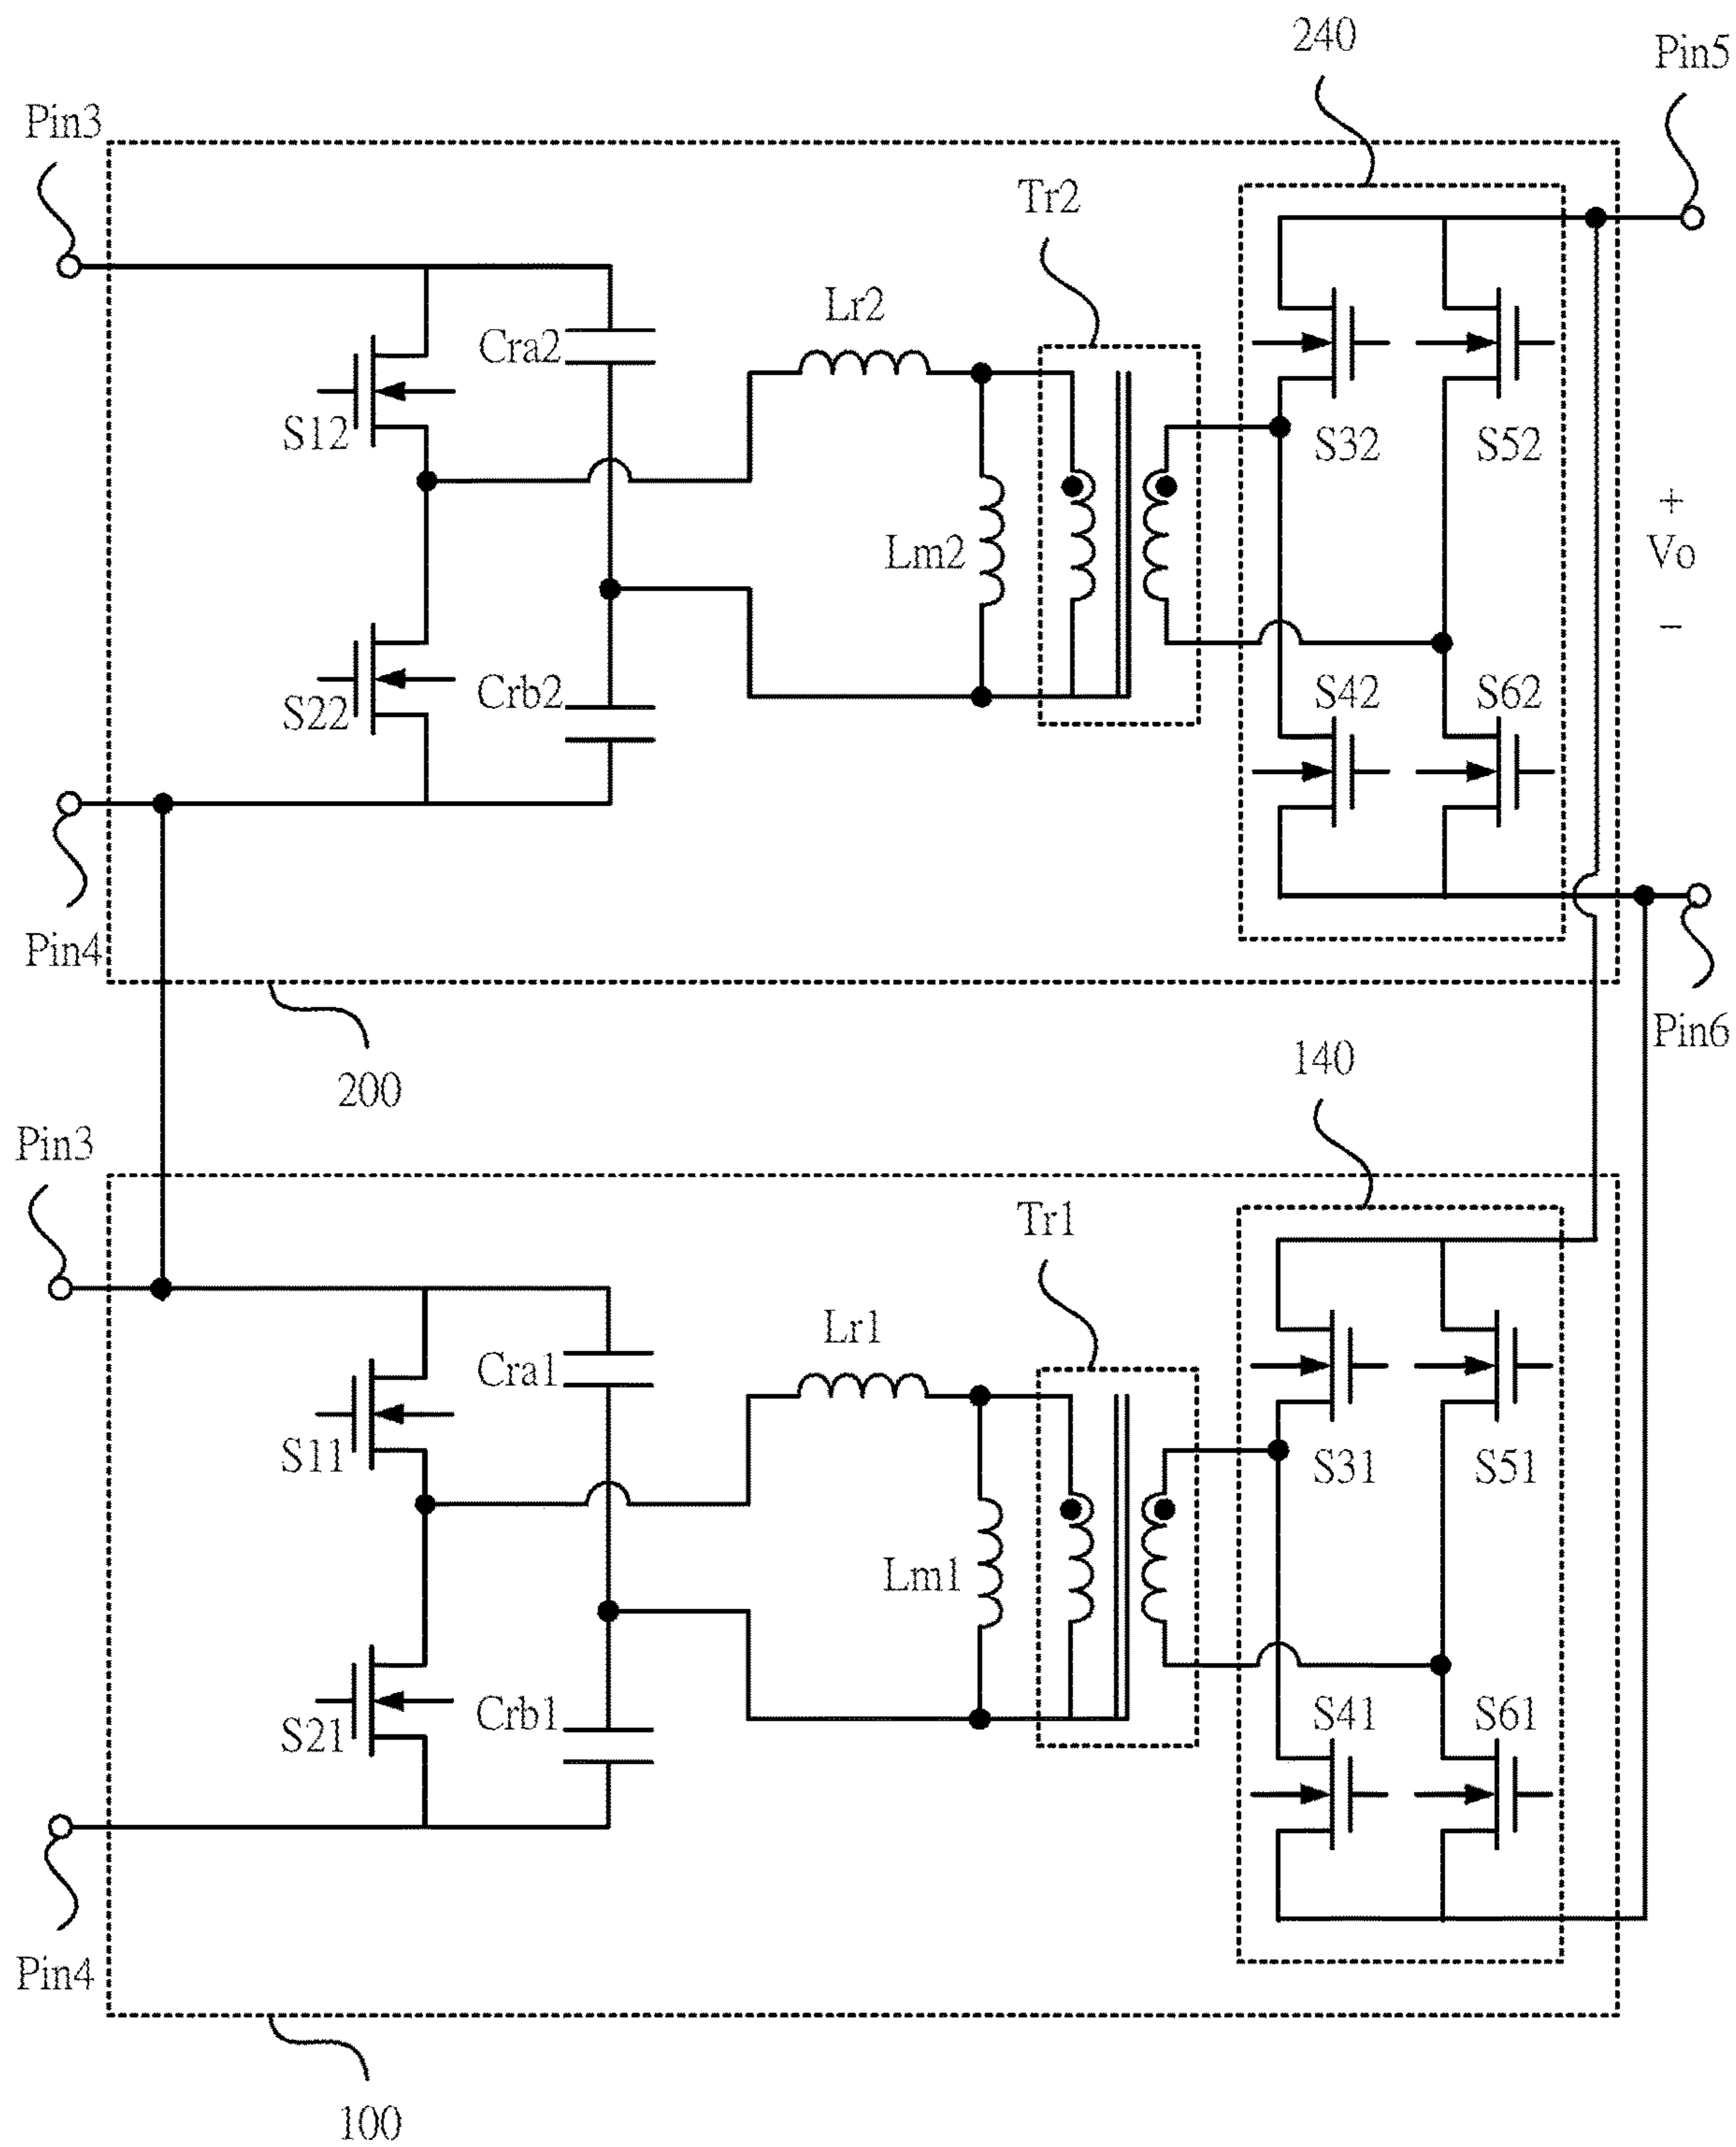 240
Pin5
Pin3
Tr2
Lr2
Cra2
S12
S32
S52
+
Vo
−
Lm2
S42
S62
Crb2
S22
Pin4
Pin6
200
140
Pin3
Tr1
Lr1
Cra1
S11
S31
S51
Lm1
S41
S61
Crb1
S21
Pin4
100